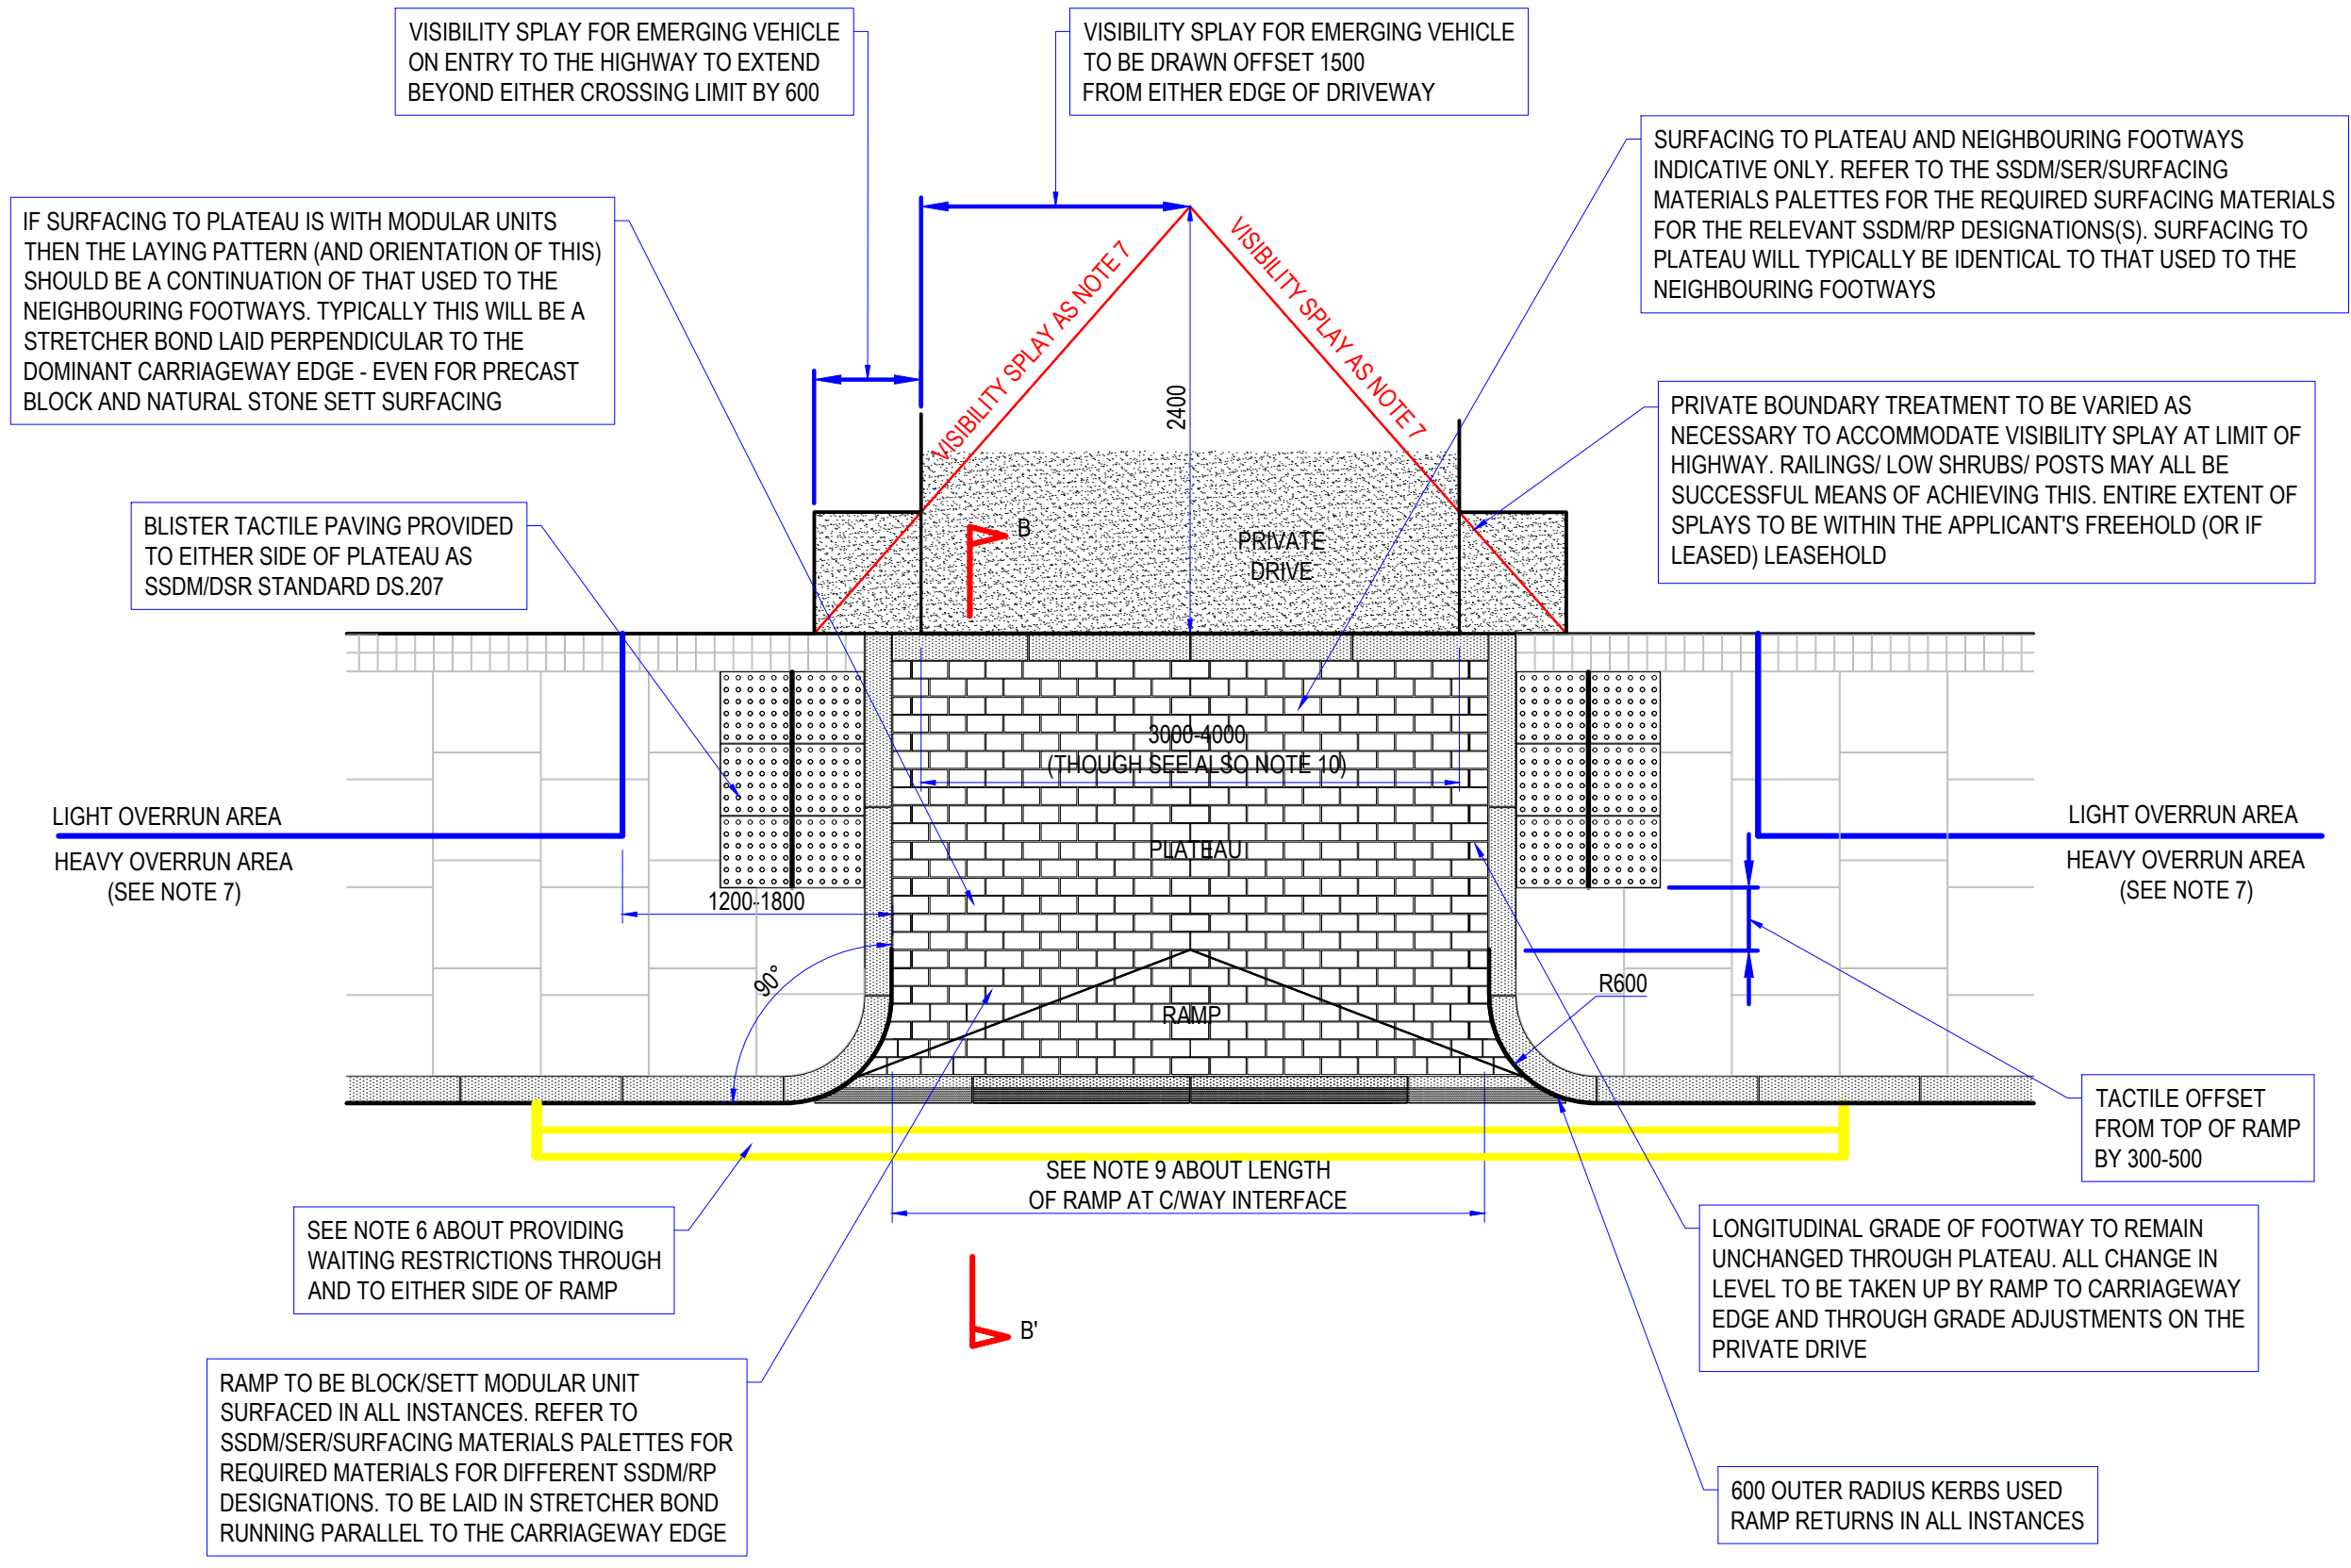 VISIBILITY SPLAY FOR EMERGING VEHICLE
ON ENTRY TO THE HIGHWAY TO EXTEND
BEYOND EITHER CROSSING LIMIT BY 600
VISIBILITY SPLAY FOR EMERGING VEHICLE
TO BE DRAWN OFFSET 1500
FROM EITHER EDGE OF DRIVEWAY
SURFACING TO PLATEAU AND NEIGHBOURING FOOTWAYS
INDICATIVE ONLY. REFER TO THE SSDM/SER/SURFACING
MATERIALS PALETTES FOR THE REQUIRED SURFACING MATERIALS
FOR THE RELEVANT SSDM/RP DESIGNATIONS(S). SURFACING TO
PLATEAU WILL TYPICALLY BE IDENTICAL TO THAT USED TO THE
NEIGHBOURING FOOTWAYS
IF SURFACING TO PLATEAU IS WITH MODULAR UNITS
THEN THE LAYING PATTERN (AND ORIENTATION OF THIS)
SHOULD BE A CONTINUATION OF THAT USED TO THE
NEIGHBOURING FOOTWAYS. TYPICALLY THIS WILL BE A
STRETCHER BOND LAID PERPENDICULAR TO THE
DOMINANT CARRIAGEWAY EDGE - EVEN FOR PRECAST
BLOCK AND NATURAL STONE SETT SURFACING
VISIBILITY SPLAY AS NOTE 7
VISIBILITY SPLAY AS NOTE 7
2400
PRIVATE BOUNDARY TREATMENT TO BE VARIED AS
NECESSARY TO ACCOMMODATE VISIBILITY SPLAY AT LIMIT OF
HIGHWAY. RAILINGS/ LOW SHRUBS/ POSTS MAY ALL BE
SUCCESSFUL MEANS OF ACHIEVING THIS. ENTIRE EXTENT OF
SPLAYS TO BE WITHIN THE APPLICANT'S FREEHOLD (OR IF
LEASED) LEASEHOLD
BLISTER TACTILE PAVING PROVIDED
TO EITHER SIDE OF PLATEAU AS
SSDM/DSR STANDARD DS.207
B
PRIVATE
DRIVE
3000-4000
(THOUGH SEE ALSO NOTE 10)
LIGHT OVERRUN AREA
HEAVY OVERRUN AREA
(SEE NOTE 7)
LIGHT OVERRUN AREA
HEAVY OVERRUN AREA
(SEE NOTE 7)
PLATEAU
1200-1800
90°
R600
RAMP
TACTILE OFFSET
FROM TOP OF RAMP
BY 300-500
SEE NOTE 9 ABOUT LENGTH
OF RAMP AT C/WAY INTERFACE
SEE NOTE 6 ABOUT PROVIDING
WAITING RESTRICTIONS THROUGH
AND TO EITHER SIDE OF RAMP
LONGITUDINAL GRADE OF FOOTWAY TO REMAIN
UNCHANGED THROUGH PLATEAU. ALL CHANGE IN
LEVEL TO BE TAKEN UP BY RAMP TO CARRIAGEWAY
EDGE AND THROUGH GRADE ADJUSTMENTS ON THE
PRIVATE DRIVE
B'
RAMP TO BE BLOCK/SETT MODULAR UNIT
SURFACED IN ALL INSTANCES. REFER TO
SSDM/SER/SURFACING MATERIALS PALETTES FOR
REQUIRED MATERIALS FOR DIFFERENT SSDM/RP
DESIGNATIONS. TO BE LAID IN STRETCHER BOND
RUNNING PARALLEL TO THE CARRIAGEWAY EDGE
600 OUTER RADIUS KERBS USED
RAMP RETURNS IN ALL INSTANCES